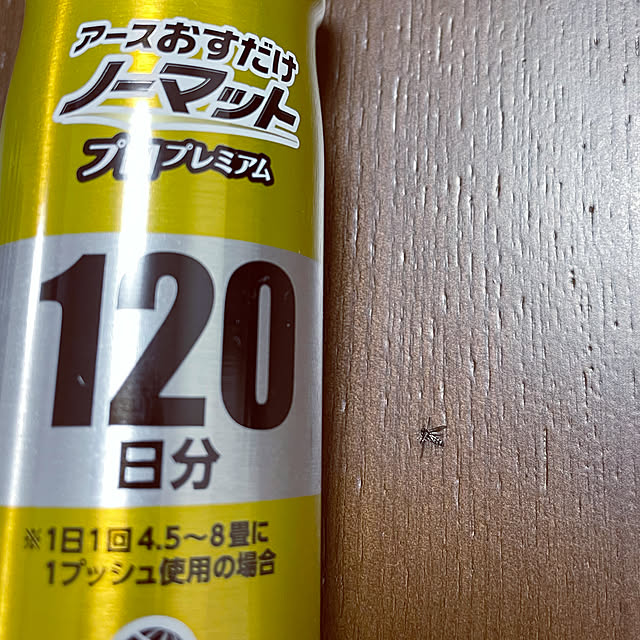 アースおすだけ
ノーマット
プロプレミアム
120
日分
※1日1回4.5～8畳に
1プッシュ使用の場合